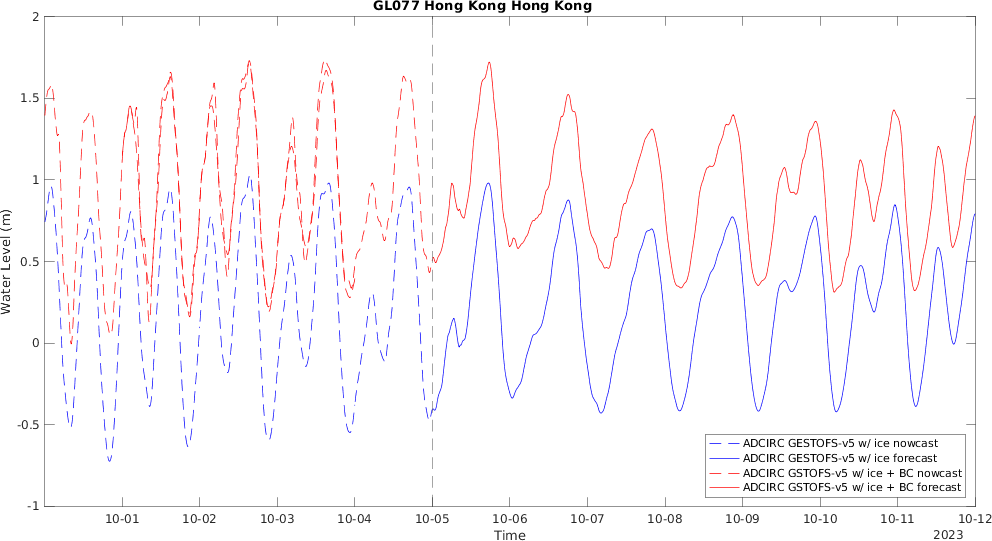 GL077 Hong Kong Hong Kong
Water Level (m)
2
1.5
1
0.5
0
-0.5
-1
10-01 10-02 10-03 10-04 10-05 10-06 10-07 10-08 10-09 10-10 10-11 10-12
Time
2023
ADCIRC GESTOFS-v5 w/ ice nowcast
ADCIRC GESTOFS-v5 w/ ice forecast
ADCIRC GSTOFS-v5 w/ ice + BC nowcast
ADCIRC GSTOFS-v5 w/ ice + BC forecast